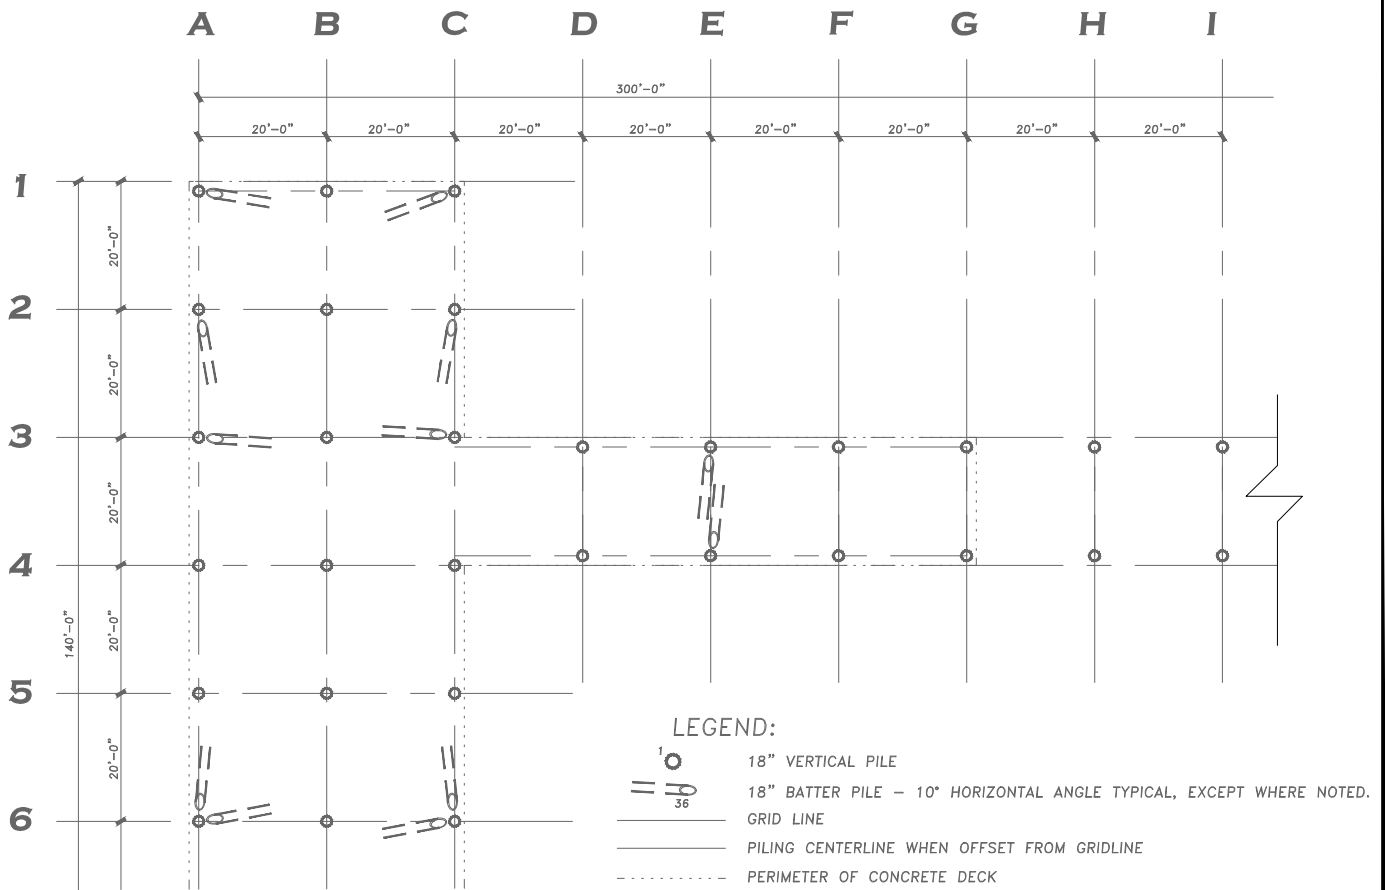 A B C D E F G H I
300'-0"
20'-0" 20'-0" 20'-0" 20'-0" 20'-0" 20'-0" 20'-0" 20'-0"
1
20'-0"
2
20'-0"
3
20'-0"
4
140'-0"
20'-0"
5
20'-0"
6
LEGEND:
1
18" VERTICAL PILE
18" BATTER PILE – 10° HORIZONTAL ANGLE TYPICAL, EXCEPT WHERE NOTED.
36
GRID LINE
PILING CENTERLINE WHEN OFFSET FROM GRIDLINE
PERIMETER OF CONCRETE DECK